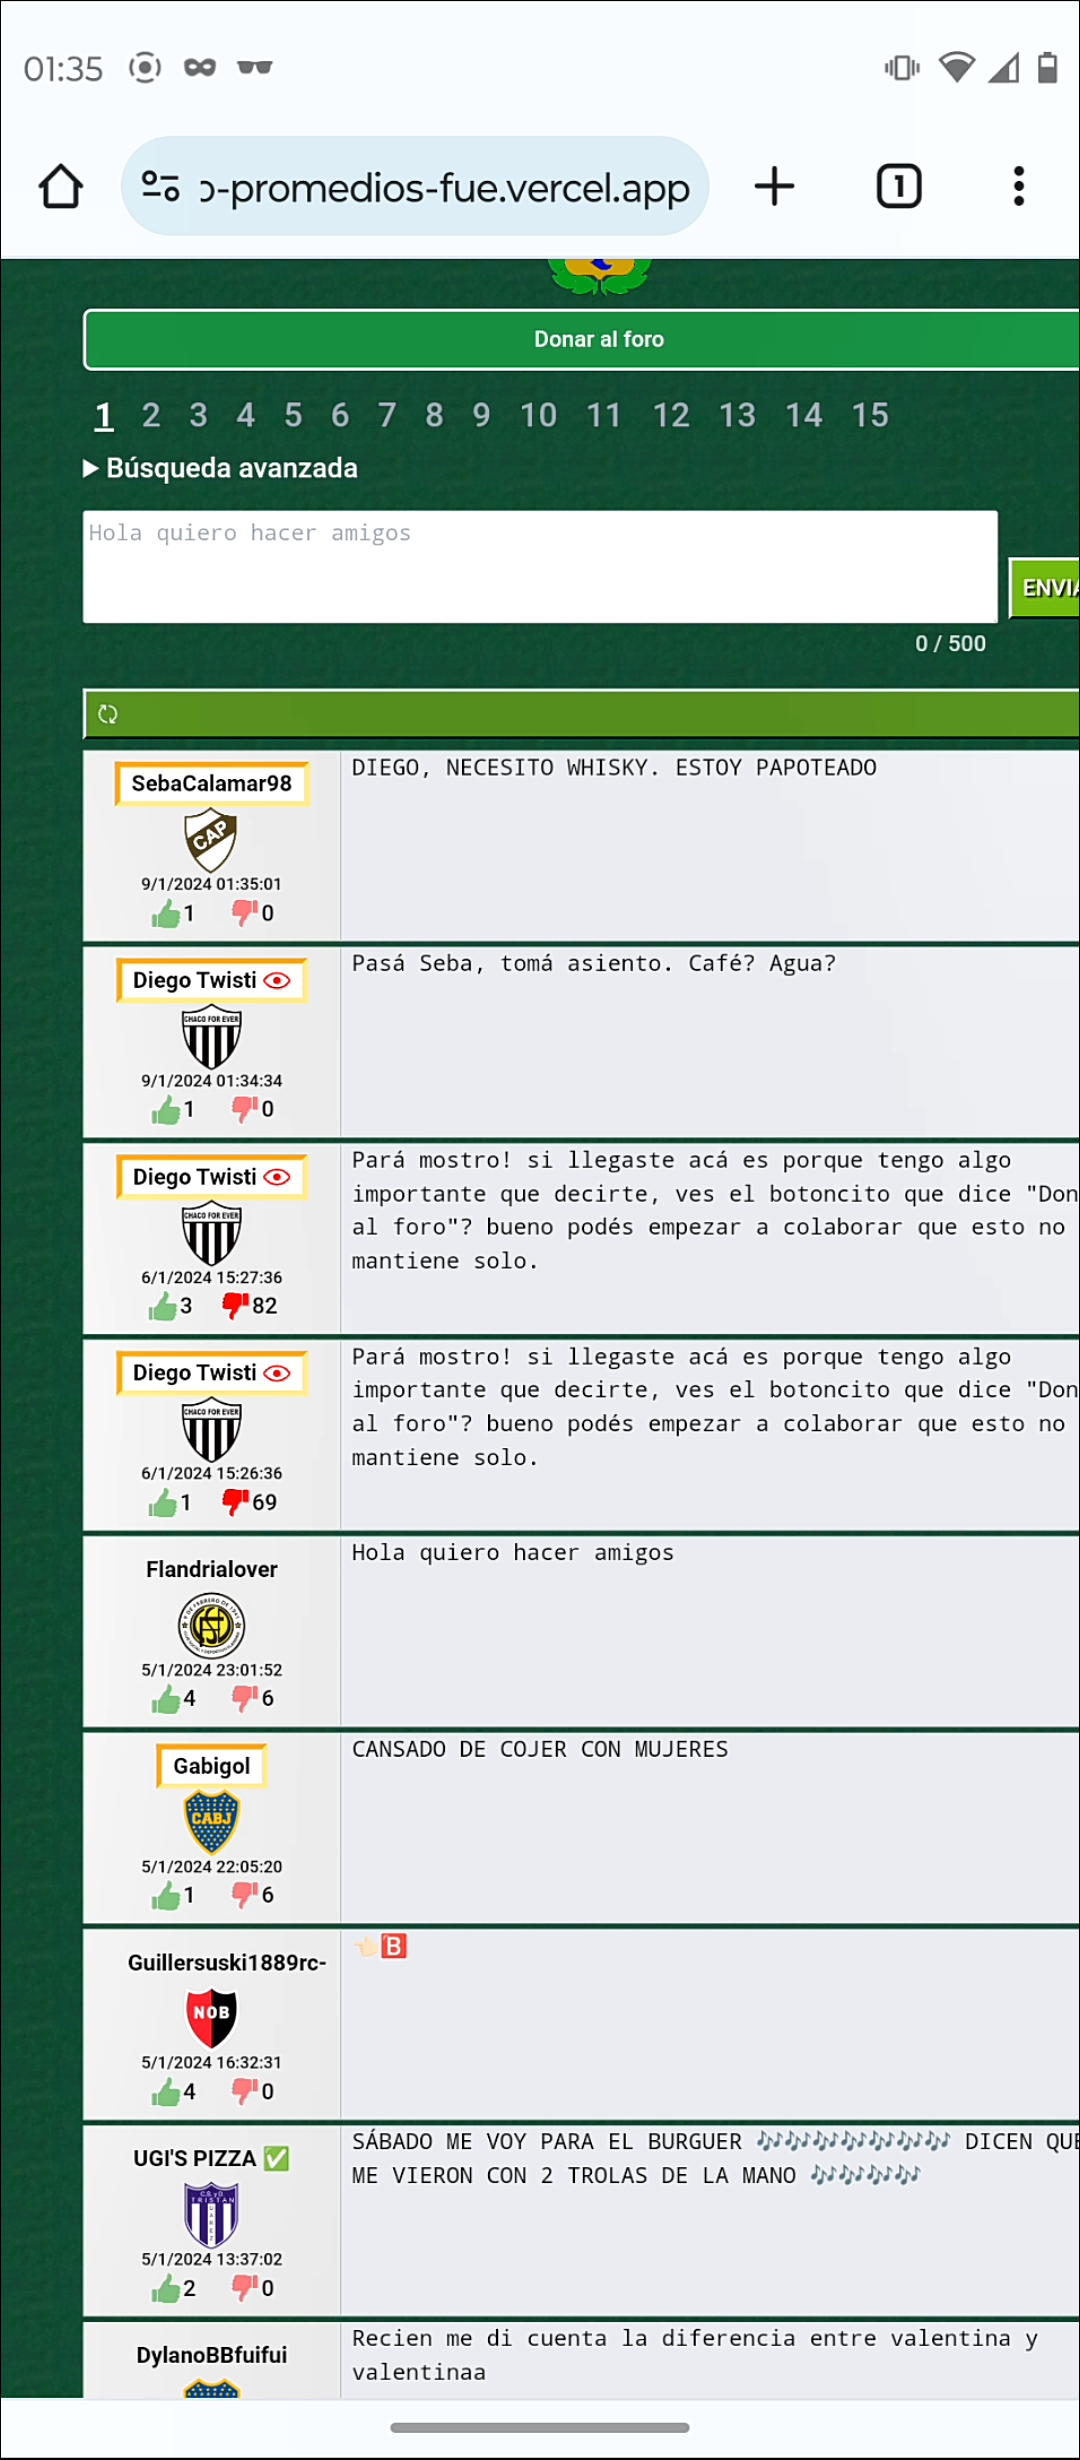 01:35
ɔ-promedios-fue.vercel.app
1
Donar al foro
1 2 3 4 5 6 7 8 9 10 11 12 13 14 15
▶ Búsqueda avanzada
Hola quiero hacer amigos
ENVIA
0 / 500
SebaCalamar98
CAP
9/1/2024 01:35:01
1 0
DIEGO, NECESITO WHISKY. ESTOY PAPOTEADO
Diego Twisti
CHACO FOR EVER
9/1/2024 01:34:34
1 0
Pasá Seba, tomá asiento. Café? Agua?
Diego Twisti
CHACO FOR EVER
6/1/2024 15:27:36
3 82
Pará mostro! si llegaste acá es porque tengo algo
importante que decirte, ves el botoncito que dice "Don
al foro"? bueno podés empezar a colaborar que esto no
mantiene solo.
Diego Twisti
CHACO FOR EVER
6/1/2024 15:26:36
1 69
Pará mostro! si llegaste acá es porque tengo algo
importante que decirte, ves el botoncito que dice "Don
al foro"? bueno podés empezar a colaborar que esto no
mantiene solo.
Flandrialover
5/1/2024 23:01:52
4 6
Hola quiero hacer amigos
Gabigol
CABJ
5/1/2024 22:05:20
1 6
CANSADO DE COJER CON MUJERES
Guillersuski1889rc-
NOB
5/1/2024 16:32:31
4 0
👈🏻🅱️
UGI'S PIZZA ✅
TRISTAN
5/1/2024 13:37:02
2 0
SÁBADO ME VOY PARA EL BURGUER 🎶🎶🎶🎶🎶🎶🎶 DICEN QUE
ME VIERON CON 2 TROLAS DE LA MANO 🎶🎶🎶🎶
DylanoBBfuifui
Recien me di cuenta la diferencia entre valentina y
valentinaa